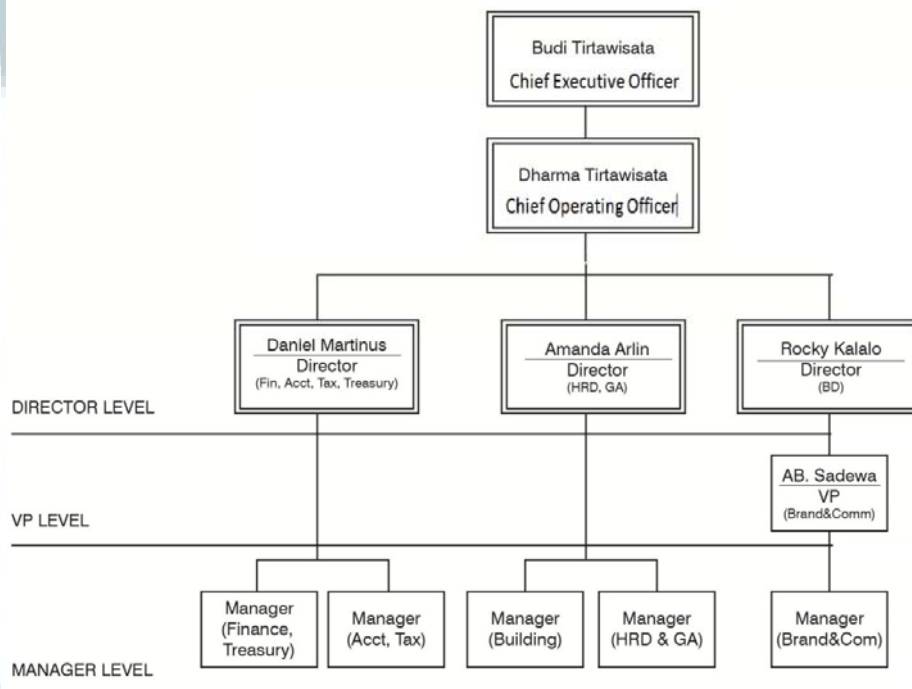 Budi Tirtawisata
Chief Executive Officer
Dharma Tirtawisata
Chief Operating Officer
Daniel Martinus
Director
(Fin, Acct, Tax, Treasury)
Amanda Arlin
Director
(HRD, GA)
Rocky Kalalo
Director
(BD)
DIRECTOR LEVEL
AB. Sadewa
VP
(Brand&Comm)
VP LEVEL
Manager
(Finance,
Treasury)
Manager
(Acct, Tax)
Manager
(Building)
Manager
(HRD & GA)
Manager
(Brand&Com)
MANAGER LEVEL